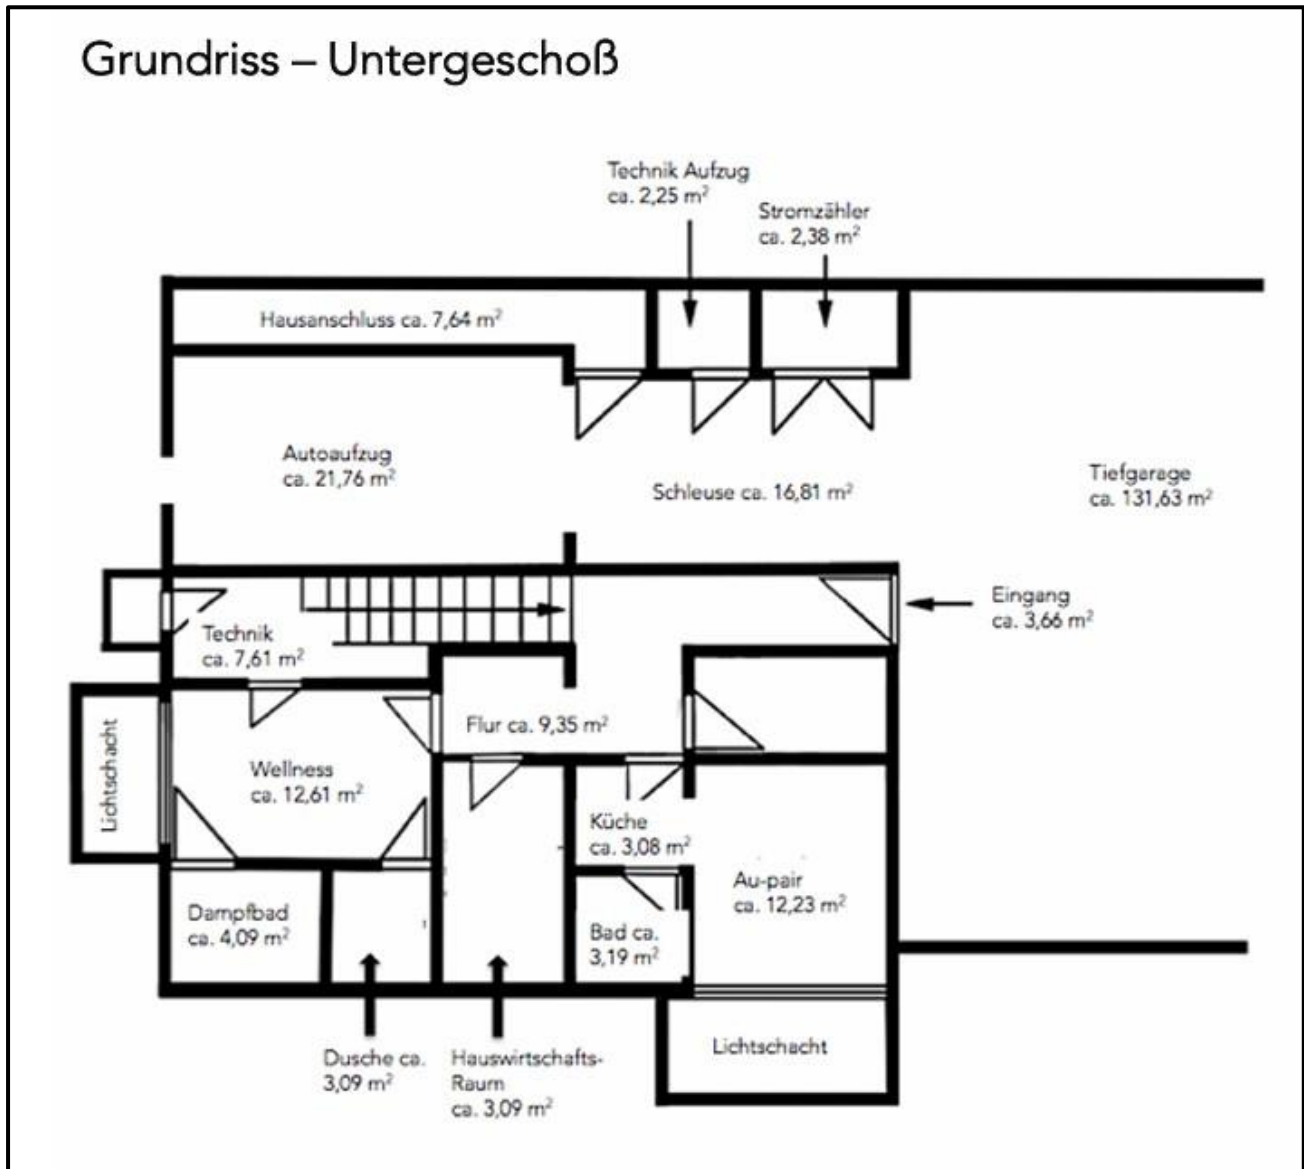 Grundriss – Untergeschoß
Technik Aufzug
ca. 2,25 m²
Stromzähler
ca. 2,38 m²
Hausanschluss ca. 7,64 m²
Autoaufzug
ca. 21,76 m²
Schleuse ca. 16,81 m²
Tiefgarage
ca. 131,63 m²
Eingang
ca. 3,66 m²
Technik
ca. 7,61 m²
Flur ca. 9,35 m²
Lichtschacht
Wellness
ca. 12,61 m²
Küche
ca. 3,08 m²
Au-pair
ca. 12,23 m²
Dampfbad
ca. 4,09 m²
Bad ca.
3,19 m²
Dusche ca.
3,09 m²
Hauswirtschafts-
Raum
ca. 3,09 m²
Lichtschacht